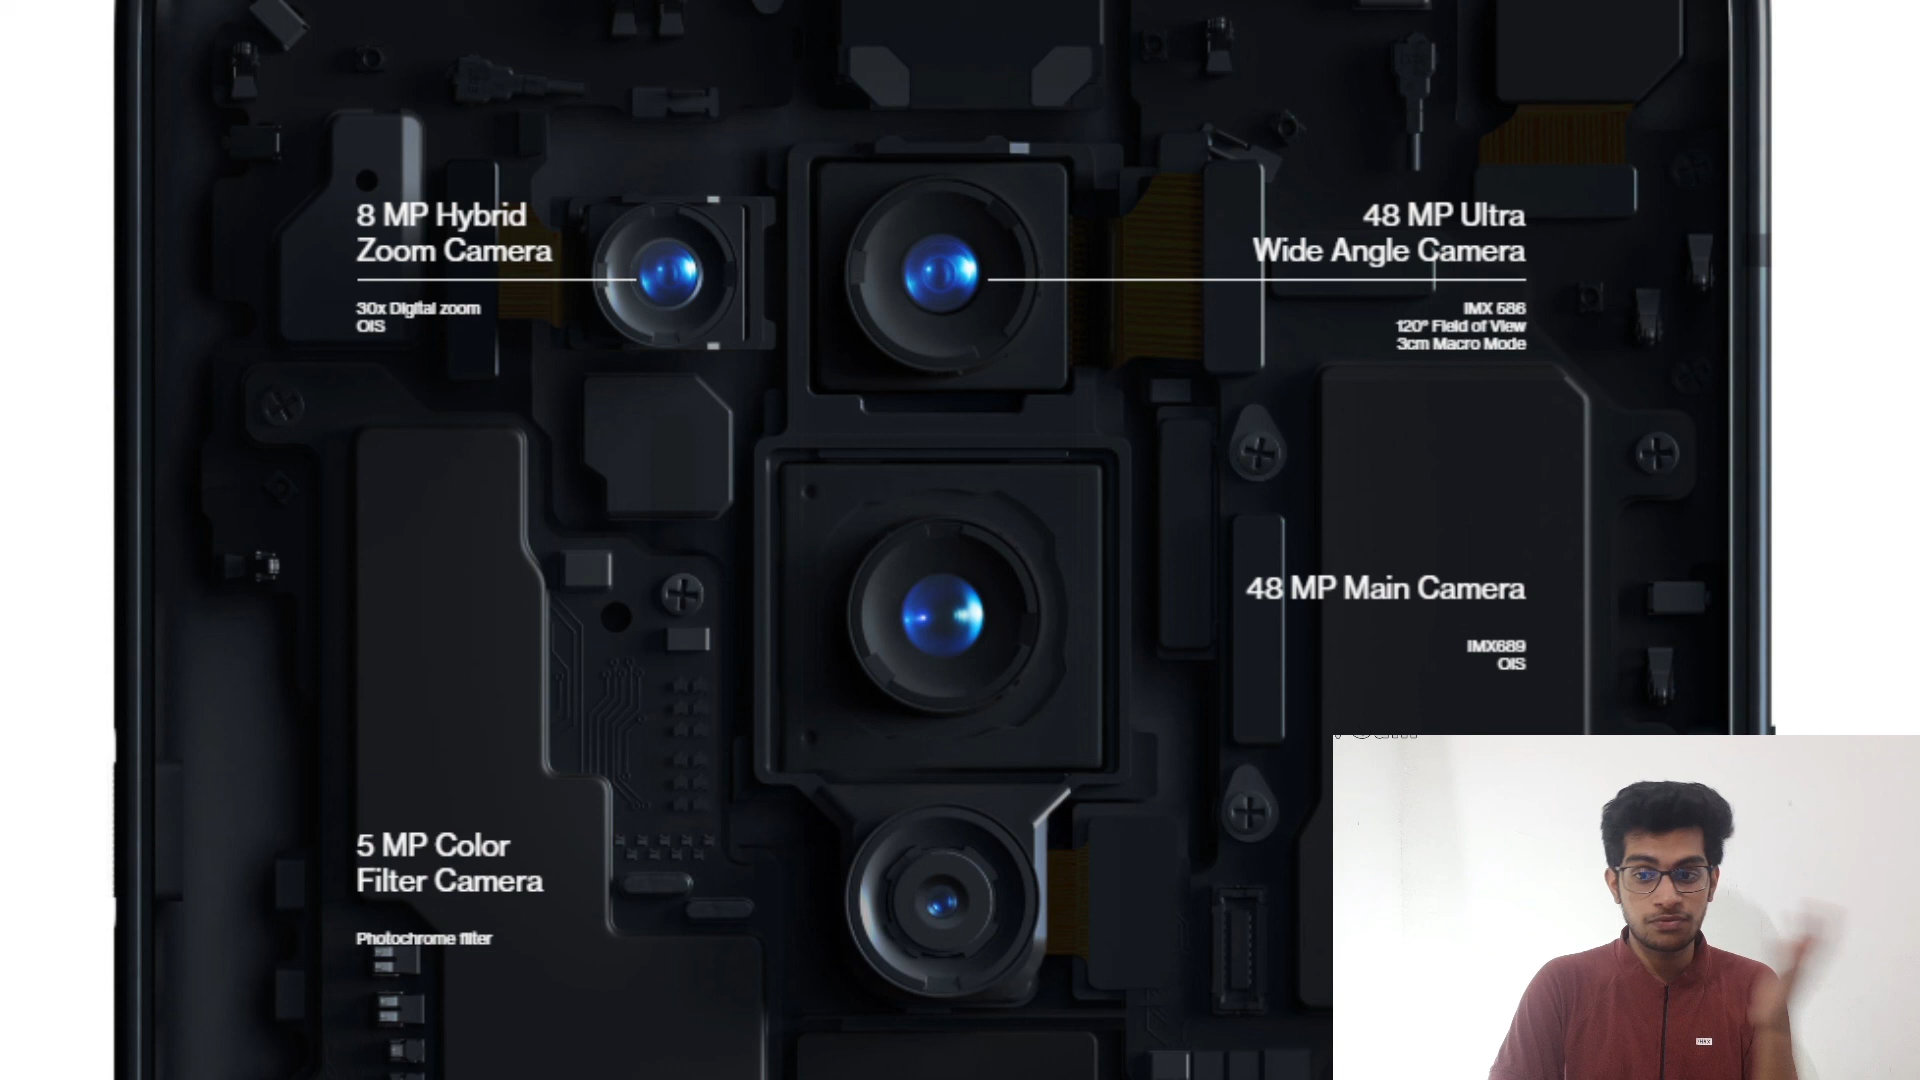 8 MP Hybrid
Zoom Camera
30x Digital zoom
OIS
48 MP Ultra
Wide Angle Camera
IMX 586
120° Field of View
3cm Macro Mode
48 MP Main Camera
IMX689
OIS
5 MP Color
Filter Camera
Photochrome filter